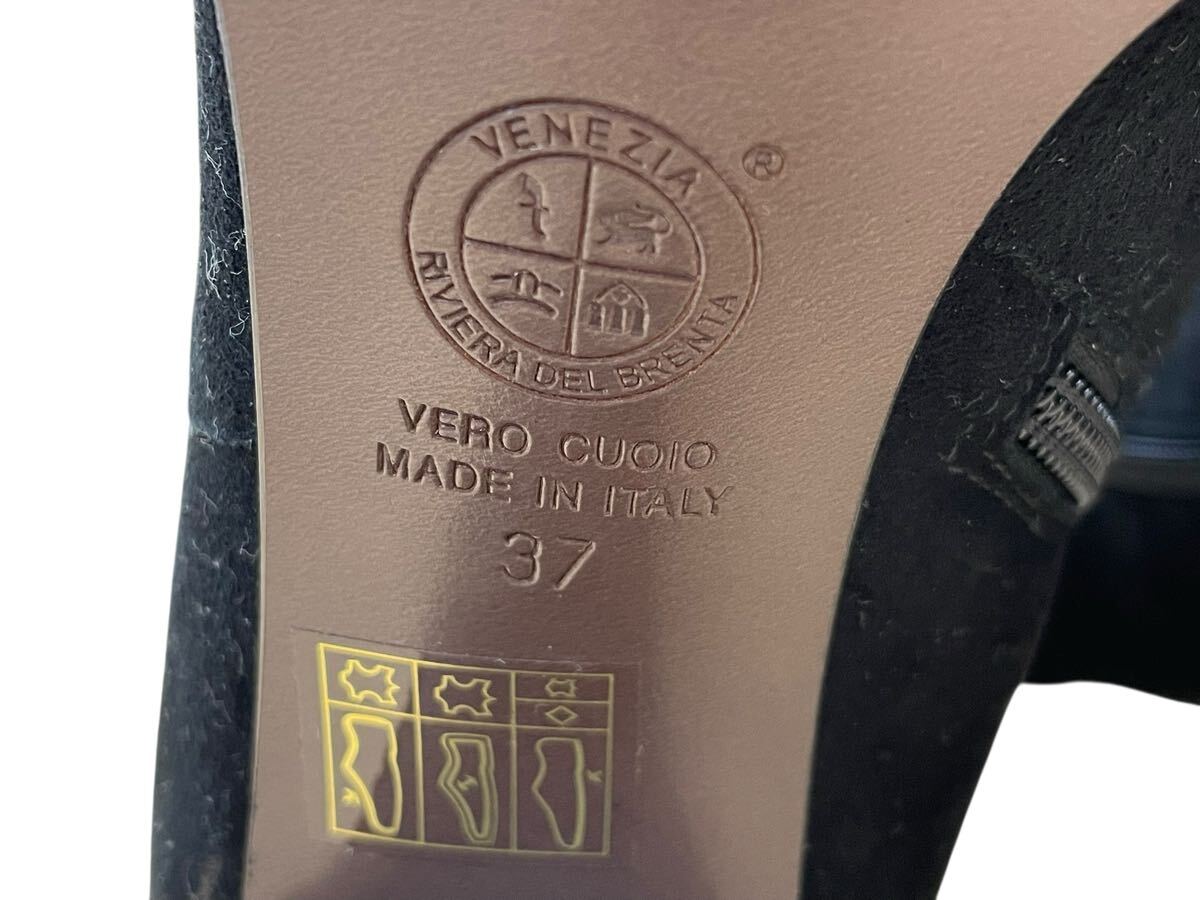 VENEZIA
®
RIVIERA DEL BRENTA
VERO CUOIO
MADE IN ITALY
37